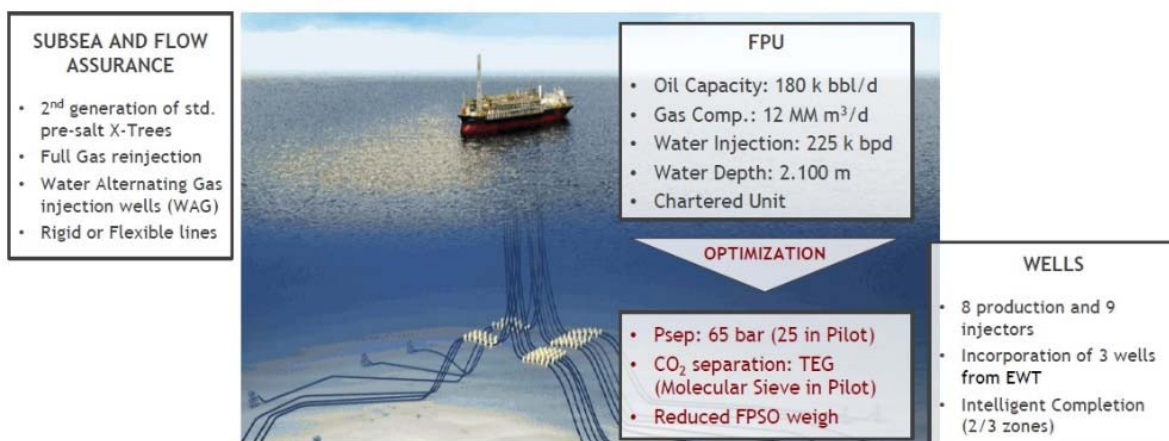 SUBSEA AND FLOW
ASSURANCE
• 2nd generation of std.
pre-salt X-Trees
• Full Gas reinjection
• Water Alternating Gas
injection wells (WAG)
• Rigid or Flexible lines
FPU
• Oil Capacity: 180 k bbl/d
• Gas Comp.: 12 MM m³/d
• Water Injection: 225 k bpd
• Water Depth: 2.100 m
• Chartered Unit
OPTIMIZATION
• Psep: 65 bar (25 in Pilot)
• CO₂ separation: TEG
(Molecular Sieve in Pilot)
• Reduced FPSO weigh
WELLS
• 8 production and 9
injectors
• Incorporation of 3 wells
from EWT
• Intelligent Completion
(2/3 zones)